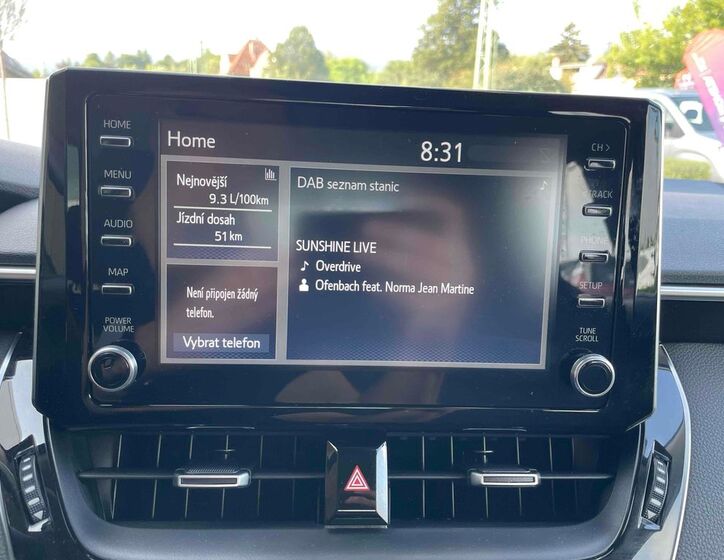 HOME
MENU
AUDIO
MAP
POWER
VOLUME
Home
8:31
Nejnovější
9.3 L/100km
Jízdní dosah
51 km
Není připojen žádný
telefon.
Vybrat telefon
DAB seznam stanic
SUNSHINE LIVE
Overdrive
Ofenbach feat. Norma Jean Martine
CH >
TRACK
PHONE
SETUP
TUNE
SCROLL